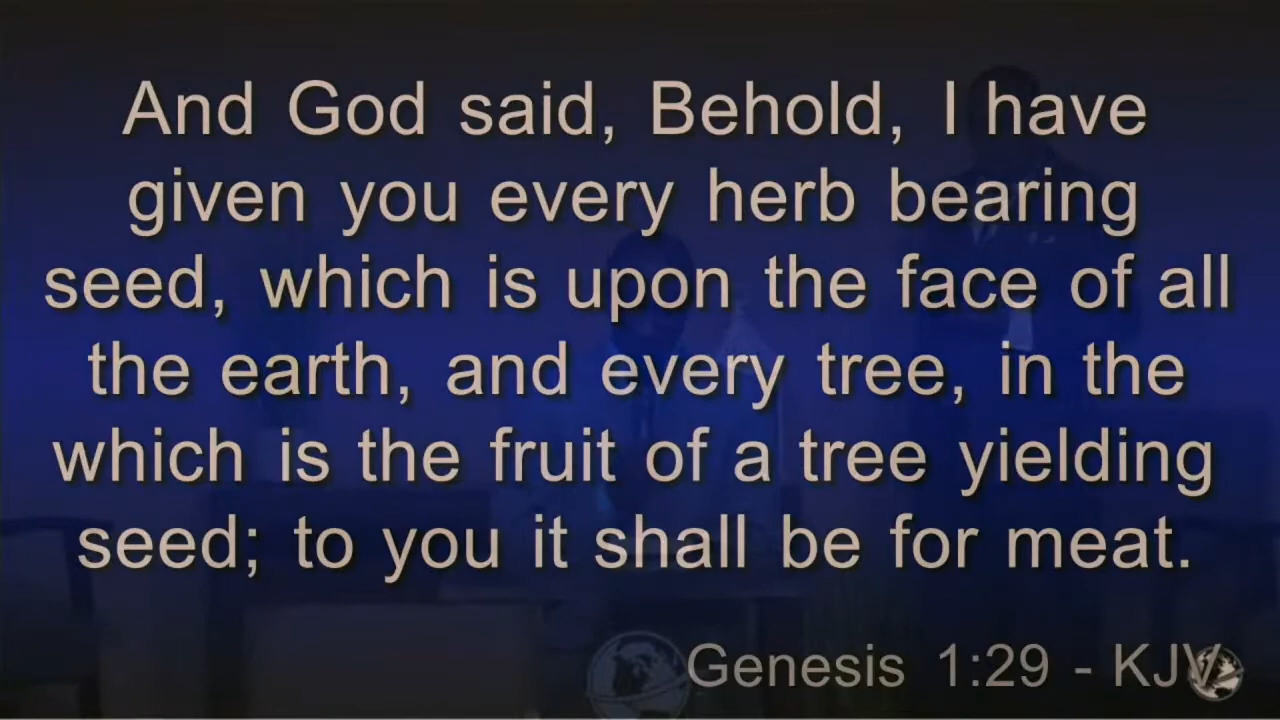 And God said, Behold, I have
given you every herb bearing
seed, which is upon the face of all
the earth, and every tree, in the
which is the fruit of a tree yielding
seed; to you it shall be for meat.
Genesis 1:29 - KJV